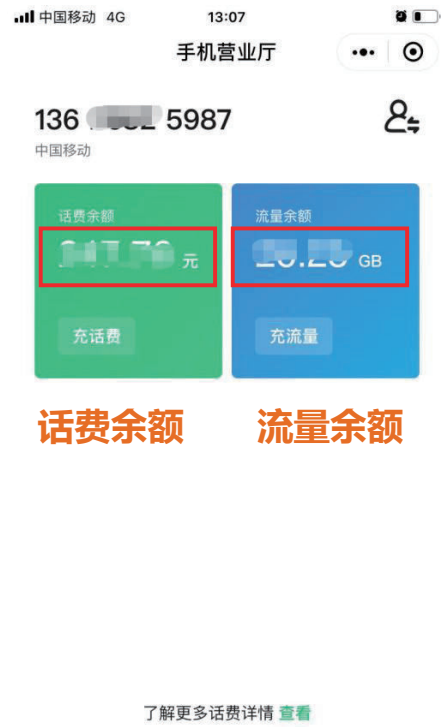 中国移动 4G 13:07
手机营业厅
136 5987
中国移动
话费余额 流量余额
元 GB
充话费 充流量
话费余额 流量余额
了解更多话费详情 查看